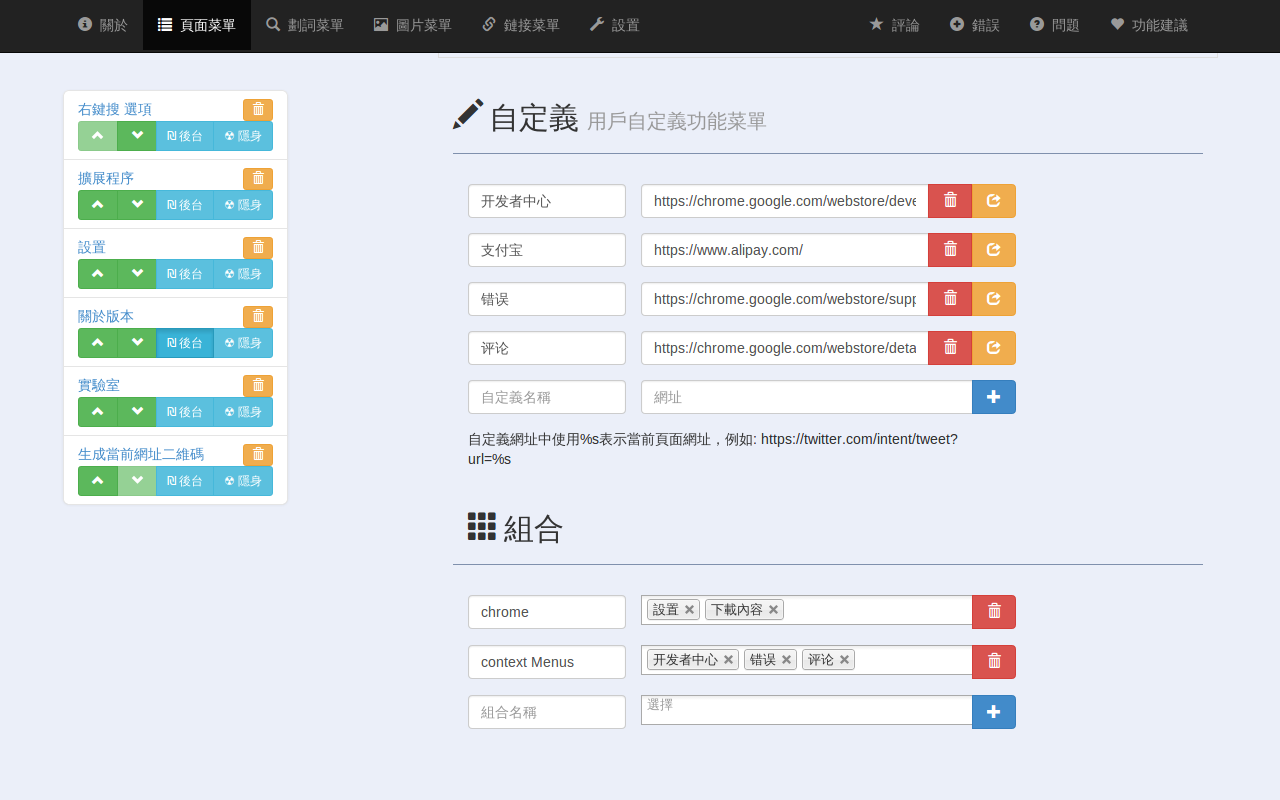 關於 頁面菜單 劃詞菜單 圖片菜單 鏈接菜單 設置 評論 錯誤 問題 功能建議
右鍵搜 選項
後台 隱身
擴展程序
後台 隱身
設置
後台 隱身
關於版本
後台 隱身
實驗室
後台 隱身
生成當前網址二維碼
後台 隱身
自定義 用戶自定義功能菜單
开发者中心 https://chrome.google.com/webstore/deve
支付宝 https://www.alipay.com/
错误 https://chrome.google.com/webstore/supp
评论 https://chrome.google.com/webstore/deta
自定義名稱 網址
自定義網址中使用%s表示當前頁面網址，例如: https://twitter.com/intent/tweet?
url=%s
組合
chrome 設置 下載內容
context Menus 开发者中心 错误 评论
組合名稱 選擇